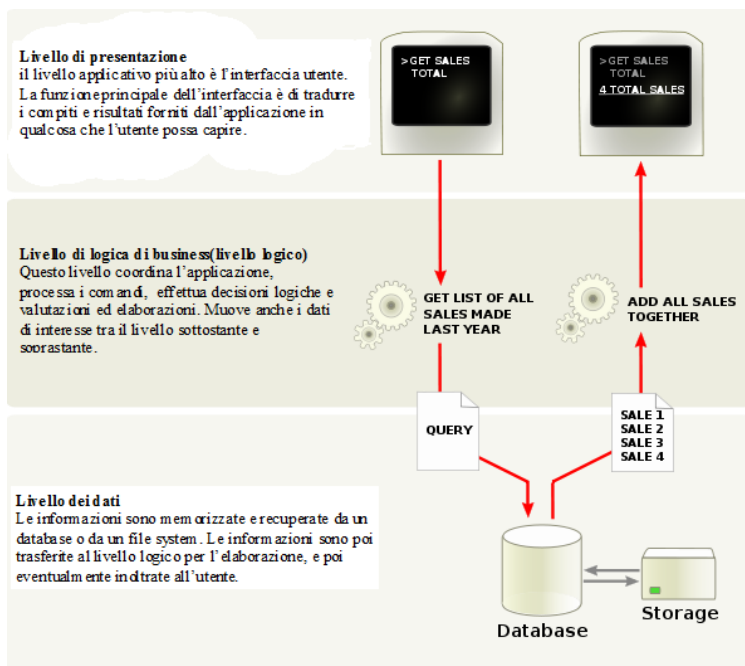 Livello di presentazione
il livello applicativo più alto è l'interfaccia utente.
La funzione principale dell'interfaccia è di tradurre
i compiti e risultati forniti dall'applicazione in
qualcosa che l'utente possa capire.
>GET SALES
TOTAL
>GET SALES
TOTAL
4 TOTAL SALES
Livello di logica di business(livello logico)
Questo livello coordina l'applicazione,
processa i comandi, effettua decisioni logiche e
valutazioni ed elaborazioni. Muove anche i dati
di interesse tra il livello sottostante e
soprastante.
GET LIST OF ALL
SALES MADE
LAST YEAR
ADD ALL SALES
TOGETHER
QUERY
SALE 1
SALE 2
SALE 3
SALE 4
Livello dei dati
Le informazioni sono memorizzate e recuperate da un
database o da un file system. Le informazioni sono poi
trasferite al livello logico per l'elaborazione, e poi
eventualmente inoltrate all'utente.
Database
Storage